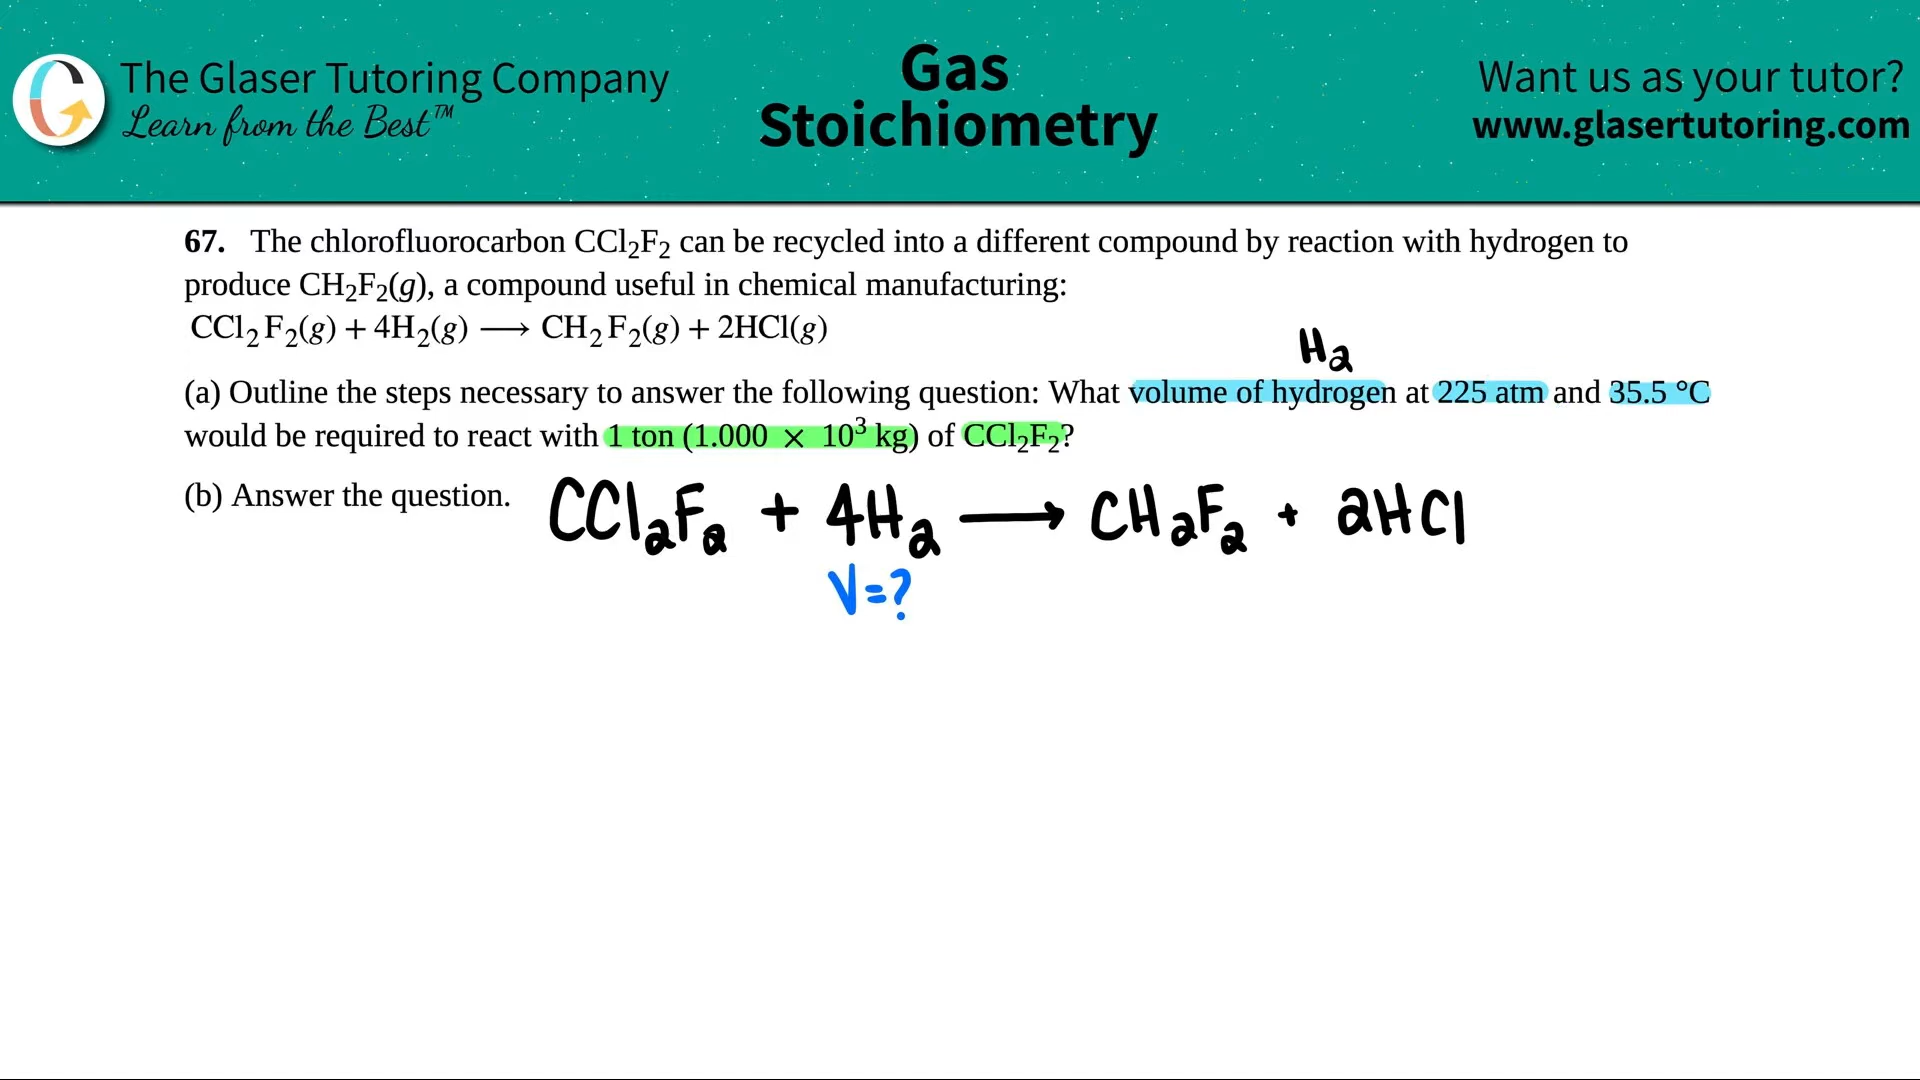 The Glaser Tutoring Company
Learn from the Best™
Gas
Stoichiometry
Want us as your tutor?
www.glasertutoring.com
67. The chlorofluorocarbon CCl₂F₂ can be recycled into a different compound by reaction with hydrogen to
produce CH₂F₂(g), a compound useful in chemical manufacturing:
CCl₂F₂(g) + 4H₂(g) ⟶ CH₂F₂(g) + 2HCl(g)
H₂
(a) Outline the steps necessary to answer the following question: What volume of hydrogen at 225 atm and 35.5 °C
would be required to react with 1 ton (1.000 × 10³ kg) of CCl₂F₂?
(b) Answer the question.
CCl₂F₂ + 4H₂ ⟶ CH₂F₂ + 2HCl
V=?